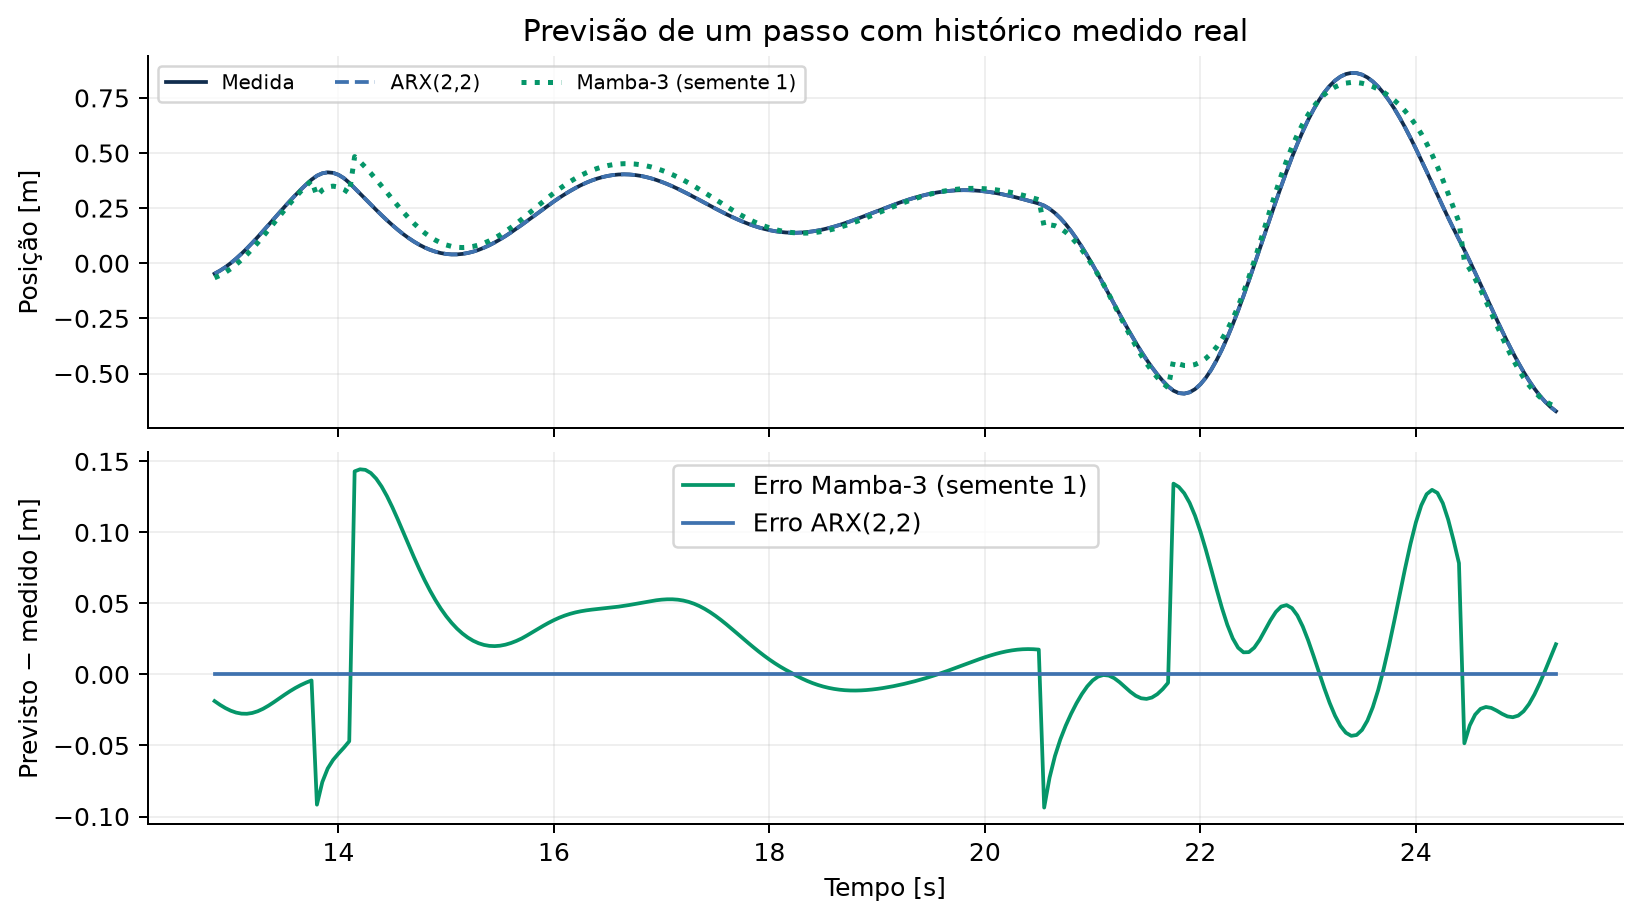 Previsão de um passo com histórico medido real
Medida
ARX(2,2)
Mamba-3 (semente 1)
Posição [m]
0.75
0.50
0.25
0.00
−0.25
−0.50
Erro Mamba-3 (semente 1)
Erro ARX(2,2)
Previsto − medido [m]
0.15
0.10
0.05
0.00
−0.05
−0.10
14
16
18
20
22
24
Tempo [s]